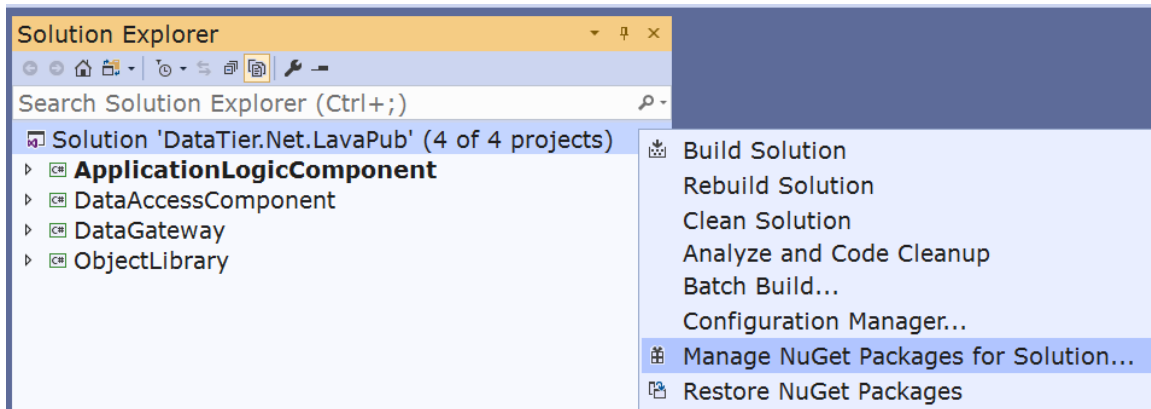 Solution Explorer
Search Solution Explorer (Ctrl+;)
Solution 'DataTier.Net.LavaPub' (4 of 4 projects)
C# ApplicationLogicComponent
C# DataAccessComponent
C# DataGateway
C# ObjectLibrary
Build Solution
Rebuild Solution
Clean Solution
Analyze and Code Cleanup
Batch Build...
Configuration Manager...
Manage NuGet Packages for Solution...
Restore NuGet Packages